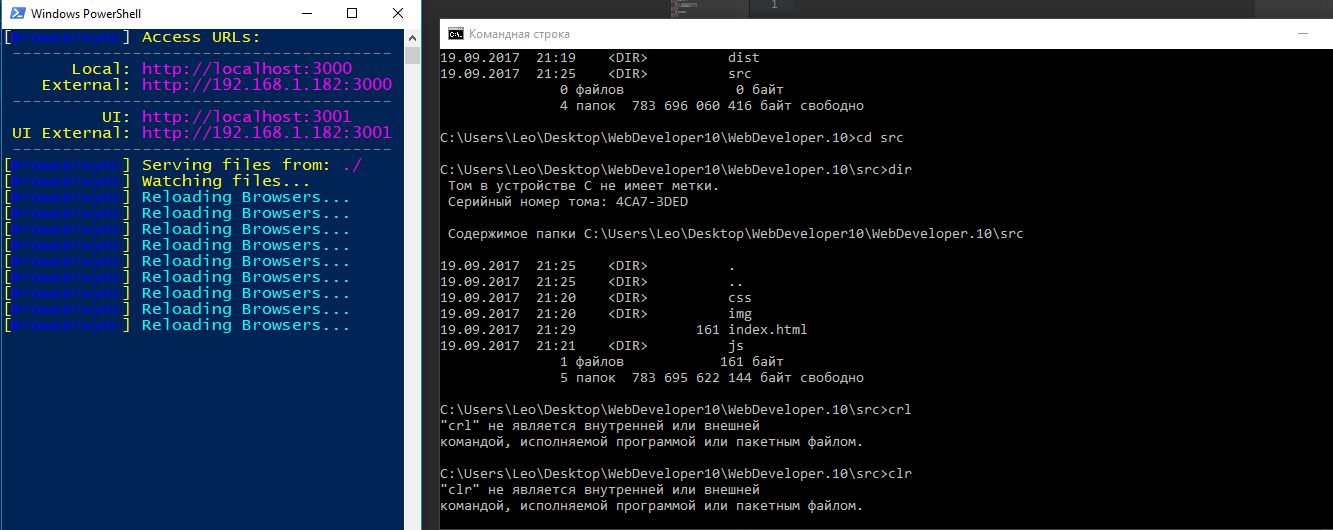 Windows PowerShell
[Browsersync] Access URLs:
--------------------------------------
Local: http://localhost:3000
External: http://192.168.1.182:3000
--------------------------------------
UI: http://localhost:3001
UI External: http://192.168.1.182:3001
--------------------------------------
[Browsersync] Serving files from: ./
[Browsersync] Watching files...
[Browsersync] Reloading Browsers...
[Browsersync] Reloading Browsers...
[Browsersync] Reloading Browsers...
[Browsersync] Reloading Browsers...
[Browsersync] Reloading Browsers...
[Browsersync] Reloading Browsers...
[Browsersync] Reloading Browsers...
[Browsersync] Reloading Browsers...
[Browsersync] Reloading Browsers...
1
C:\. Командная строка
19.09.2017  21:19    <DIR>          dist
19.09.2017  21:25    <DIR>          src
0 файлов              0 байт
4 папок  783 696 060 416 байт свободно
C:\Users\Leo\Desktop\WebDeveloper10\WebDeveloper.10>cd src
C:\Users\Leo\Desktop\WebDeveloper10\WebDeveloper.10\src>dir
Том в устройстве C не имеет метки.
Серийный номер тома: 4CA7-3DED
Содержимое папки C:\Users\Leo\Desktop\WebDeveloper10\WebDeveloper.10\src
19.09.2017  21:25    <DIR>          .
19.09.2017  21:25    <DIR>          ..
19.09.2017  21:20    <DIR>          css
19.09.2017  21:20    <DIR>          img
19.09.2017  21:29               161 index.html
19.09.2017  21:21    <DIR>          js
1 файлов            161 байт
5 папок  783 695 622 144 байт свободно
C:\Users\Leo\Desktop\WebDeveloper10\WebDeveloper.10\src>crl
"crl" не является внутренней или внешней
командой, исполняемой программой или пакетным файлом.
C:\Users\Leo\Desktop\WebDeveloper10\WebDeveloper.10\src>clr
"clr" не является внутренней или внешней
командой, исполняемой программой или пакетным файлом.